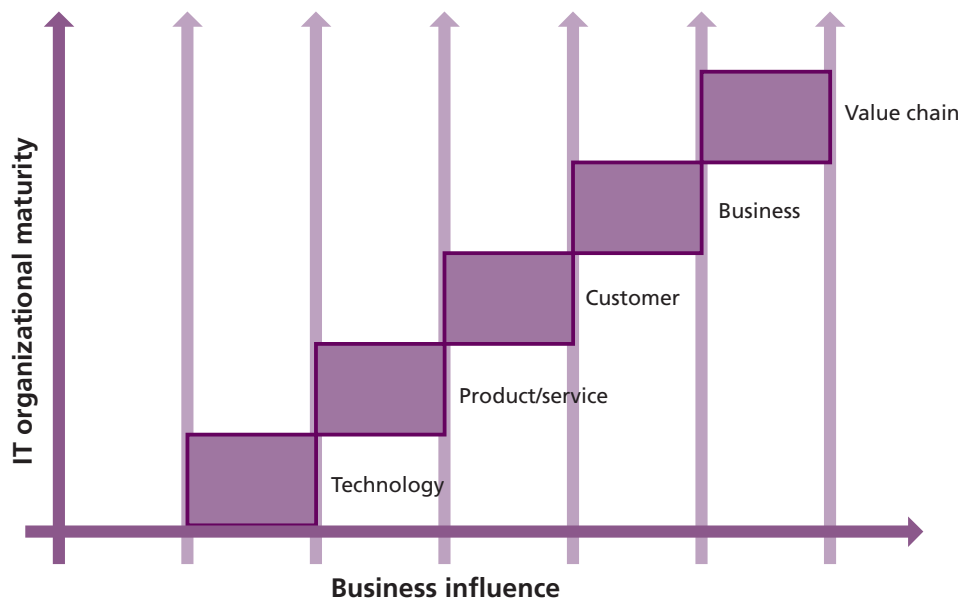 Value chain
Business
Customer
Product/service
Technology
IT organizational maturity
Business influence